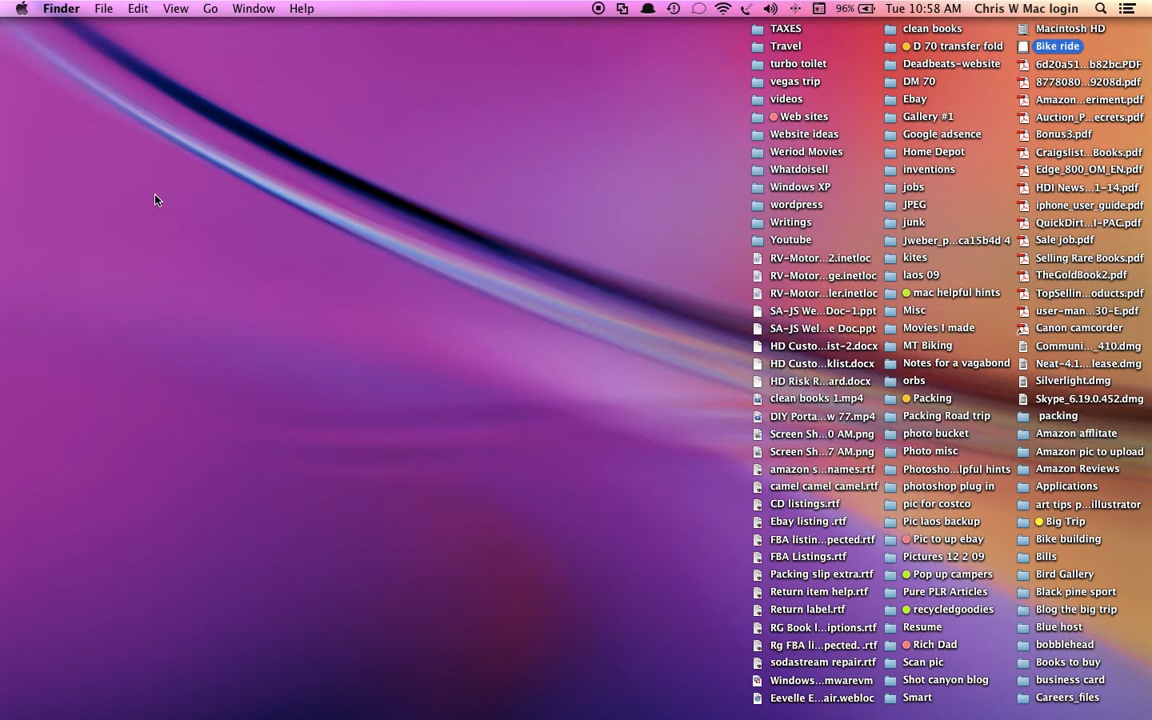 Finder File Edit View Go Window Help 96% Tue 10:58 AM Chris W Mac login
TAXES
Travel
turbo toilet
vegas trip
videos
Web sites
Website ideas
Weriod Movies
Whatdoisell
Windows XP
wordpress
Writings
Youtube
RV-Motor...2.inetloc
RV-Motor...ge.inetloc
RV-Motor...ler.inetloc
SA-JS We...Doc-1.ppt
SA-JS Wel...e Doc.ppt
HD Custo...ist-2.docx
HD Custo...klist.docx
HD Risk R...ard.docx
clean books 1.mp4
DIY Porta...w 77.mp4
Screen Sh...0 AM.png
Screen Sh...7 AM.png
amazon s...names.rtf
camel camel camel.rtf
CD listings.rtf
Ebay listing .rtf
FBA listin...pected.rtf
FBA Listings.rtf
Packing slip extra.rtf
Return item help.rtf
Return label.rtf
RG Book l...iptions.rtf
Rg FBA li...pected. .rtf
sodastream repair.rtf
Windows...mwarevm
Eevelle E...air.webloc
clean books
D 70 transfer fold
Deadbeats-website
DM 70
Ebay
Gallery #1
Google adsence
Home Depot
inventions
jobs
JPEG
junk
Jweber_p...ca15b4d 4
kites
laos 09
mac helpful hints
Misc
Movies I made
MT Biking
Notes for a vagabond
orbs
Packing
Packing Road trip
photo bucket
Photo misc
Photosho...lpful hints
photoshop plug in
pic for costco
Pic laos backup
Pic to up ebay
Pictures 12 2 09
Pop up campers
Pure PLR Articles
recycledgoodies
Resume
Rich Dad
Scan pic
Shot canyon blog
Smart
Macintosh HD
Bike ride
6d20a51...b82bc.PDF
8778080...9208d.pdf
Amazon...eriment.pdf
Auction_P...ecrets.pdf
Bonus3.pdf
Craigslist...Books.pdf
Edge_800_OM_EN.pdf
HDI News...1-14.pdf
iphone_user_guide.pdf
QuickDirt...I-PAC.pdf
Sale job.pdf
Selling Rare Books.pdf
TheGoldBook2.pdf
TopSellin...oducts.pdf
user-man...30-E.pdf
Canon camcorder
Communi..._410.dmg
Neat-4.1...lease.dmg
Silverlight.dmg
Skype_6.19.0.452.dmg
packing
Amazon afflitate
Amazon pic to upload
Amazon Reviews
Applications
art tips p...illustrator
Big Trip
Bike building
Bills
Bird Gallery
Black pine sport
Blog the big trip
Blue host
bobblehead
Books to buy
business card
Careers_files